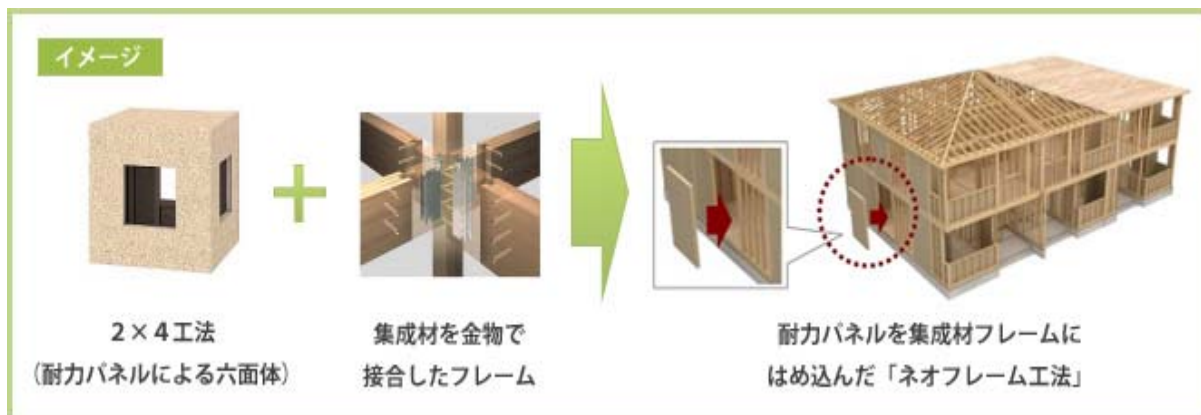 イメージ
2×4工法
(耐力パネルによる六面体)
集成材を金物で
接合したフレーム
耐力パネルを集成材フレームに
はめ込んだ「ネオフレーム工法」